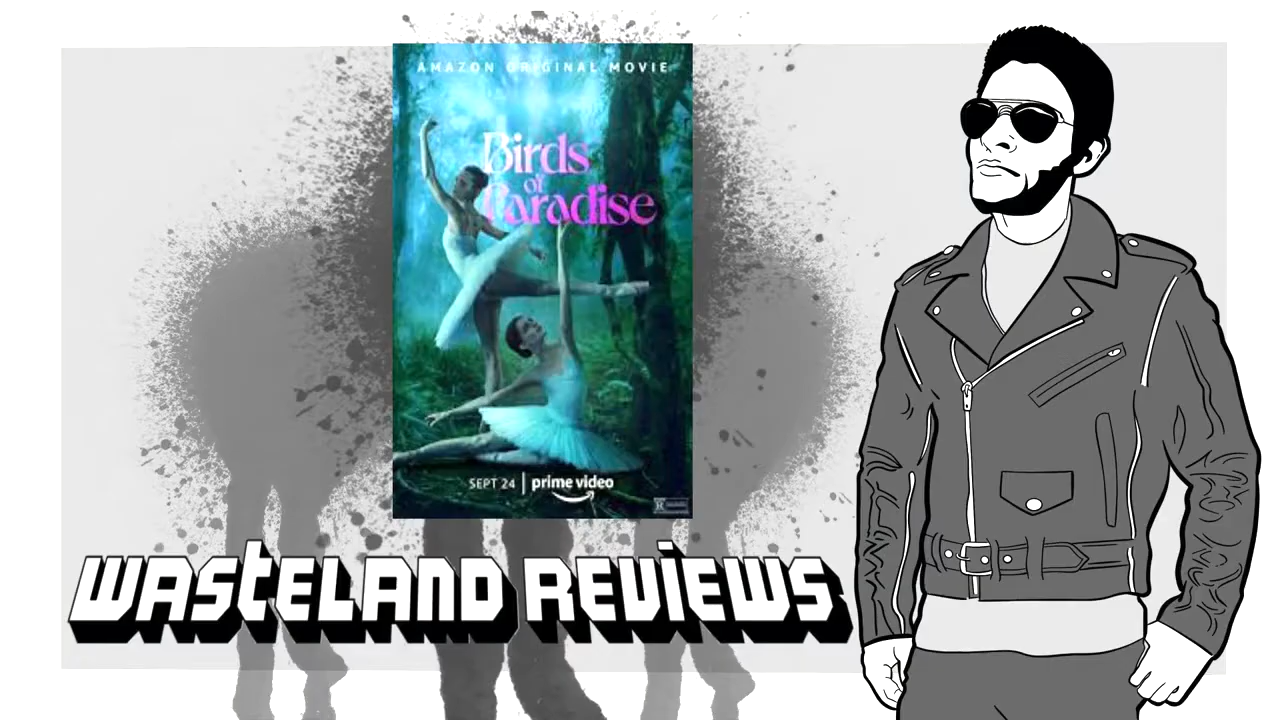 AMAZON ORIGINAL MOVIE
Birds
of
Paradise
SEPT 24 | prime video
R
WASTELAND REVIEWS